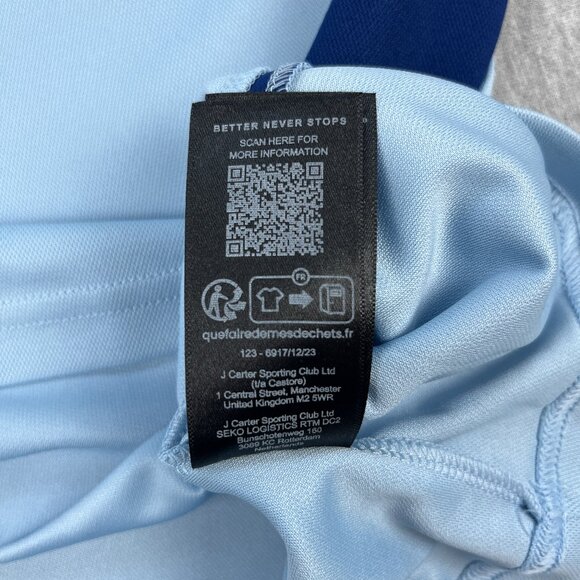 BETTER NEVER STOPS
SCAN HERE FOR
MORE INFORMATION
FR
quefairedemesdechets.fr
123 - 6917/12/23
J Carter Sporting Club Ltd
(t/a Castore)
1 Central Street, Manchester
United Kingdom M2 5WR
J Carter Sporting Club Ltd
SEKO LOGISTICS RTM DC2
Bunschotenweg 160
3089 KC Rotterdam
Netherlands